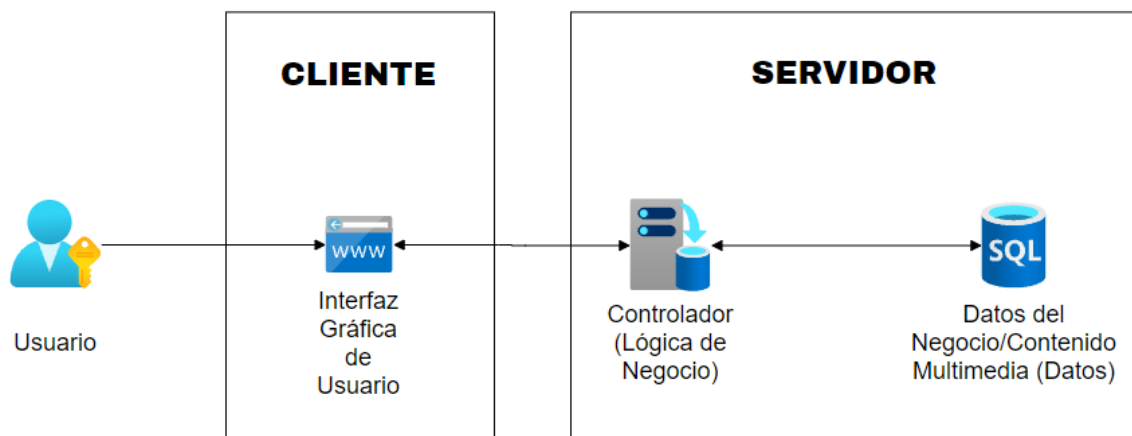 CLIENTE
SERVIDOR
www
SQL
Usuario
Interfaz
Gráfica
de
Usuario
Controlador
(Lógica de
Negocio)
Datos del
Negocio/Contenido
Multimedia (Datos)